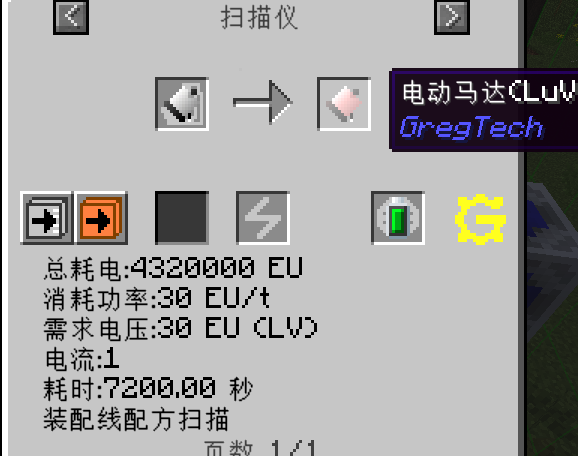 扫描仪
电动马达(LuV
GregTech
总耗电:4320000 EU
消耗功率:30 EU/t
需求电压:30 EU (LV)
电流:1
耗时:7200.00 秒
装配线配方扫描
页数 1/1